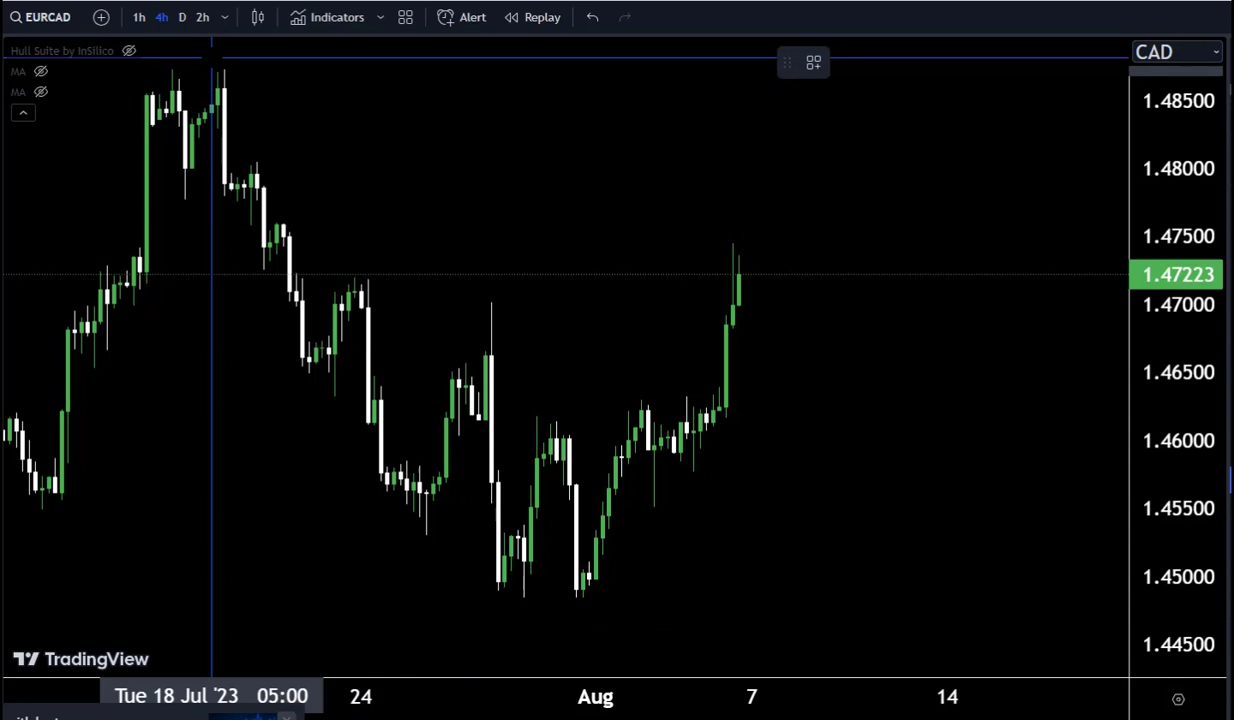 EURCAD 1h 4h D 2h Indicators Alert Replay
Hull Suite by InSilico
MA
MA
CAD
1.48500
1.48000
1.47500
1.47223
1.47000
1.46500
1.46000
1.45500
1.45000
1.44500
TradingView
Tue 18 Jul '23 05:00 24 Aug 7 14